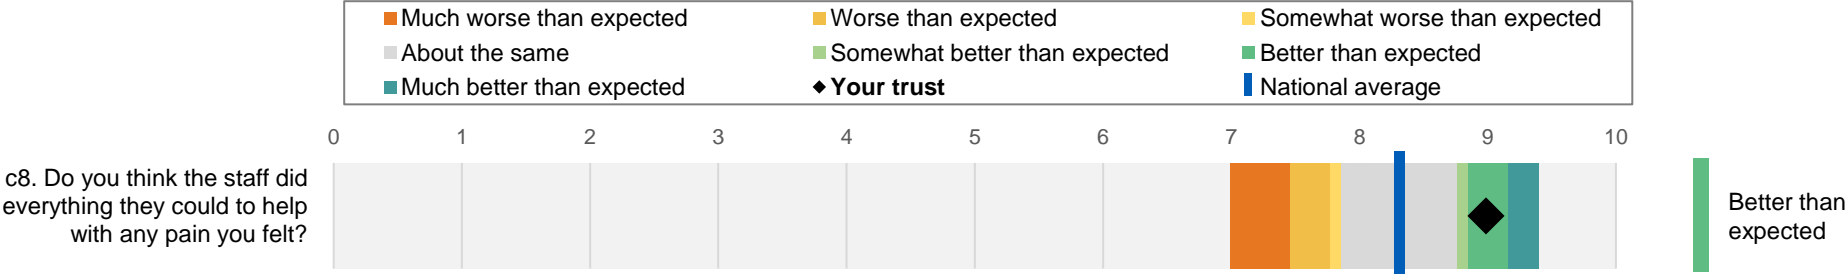 Much worse than expected Worse than expected Somewhat worse than expected
About the same Somewhat better than expected Better than expected
Much better than expected Your trust National average
0 1 2 3 4 5 6 7 8 9 10
c8. Do you think the staff did
everything they could to help
with any pain you felt?
Better than
expected